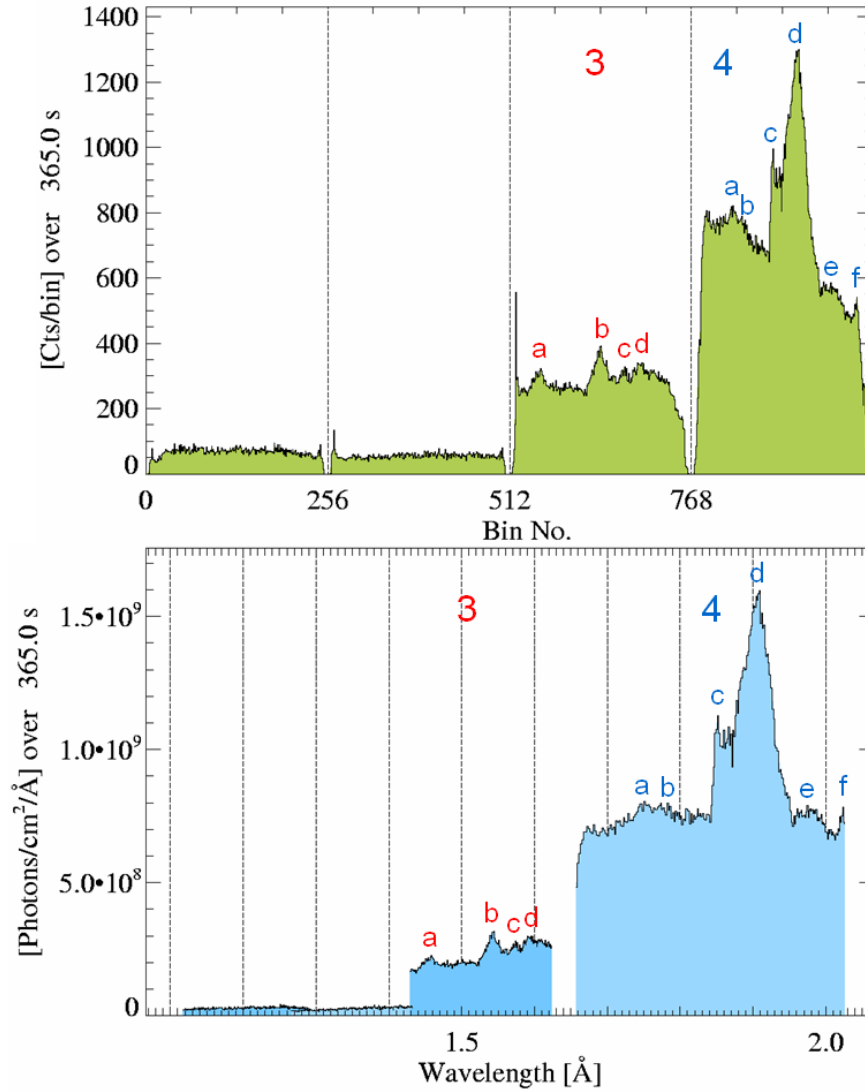 1400
1200
1000
800
600
400
200
0
[Cts/bin] over 365.0 s
3
4
a
b
c
d
a
b
c
d
e
f
0
256
512
768
Bin No.
1.5•10⁹
1.0•10⁹
5.0•10⁸
0
[Photons/cm²/Å] over 365.0 s
3
4
a
b
c
d
a
b
c
d
e
f
1.5
2.0
Wavelength [Å]